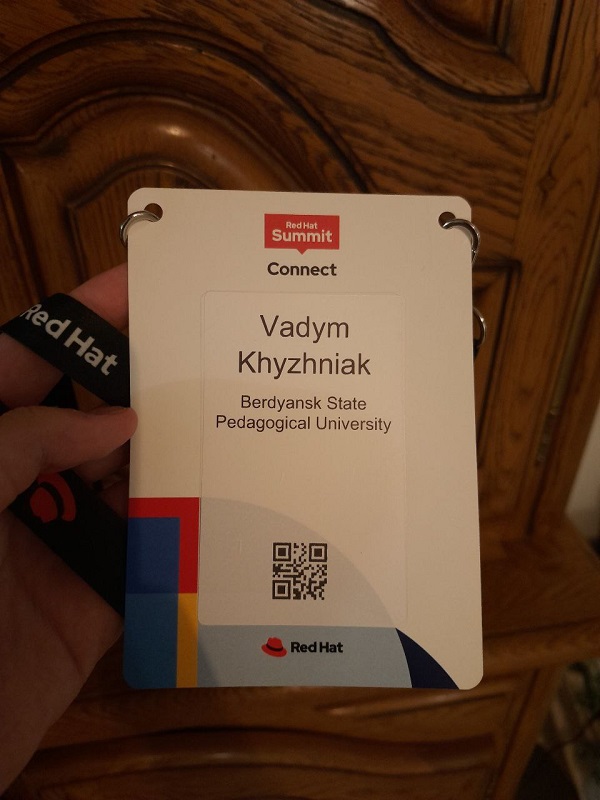 Red Hat
Summit
Connect
Vadym
Khyzhniak
Berdyansk State
Pedagogical University
Red Hat
Red Hat